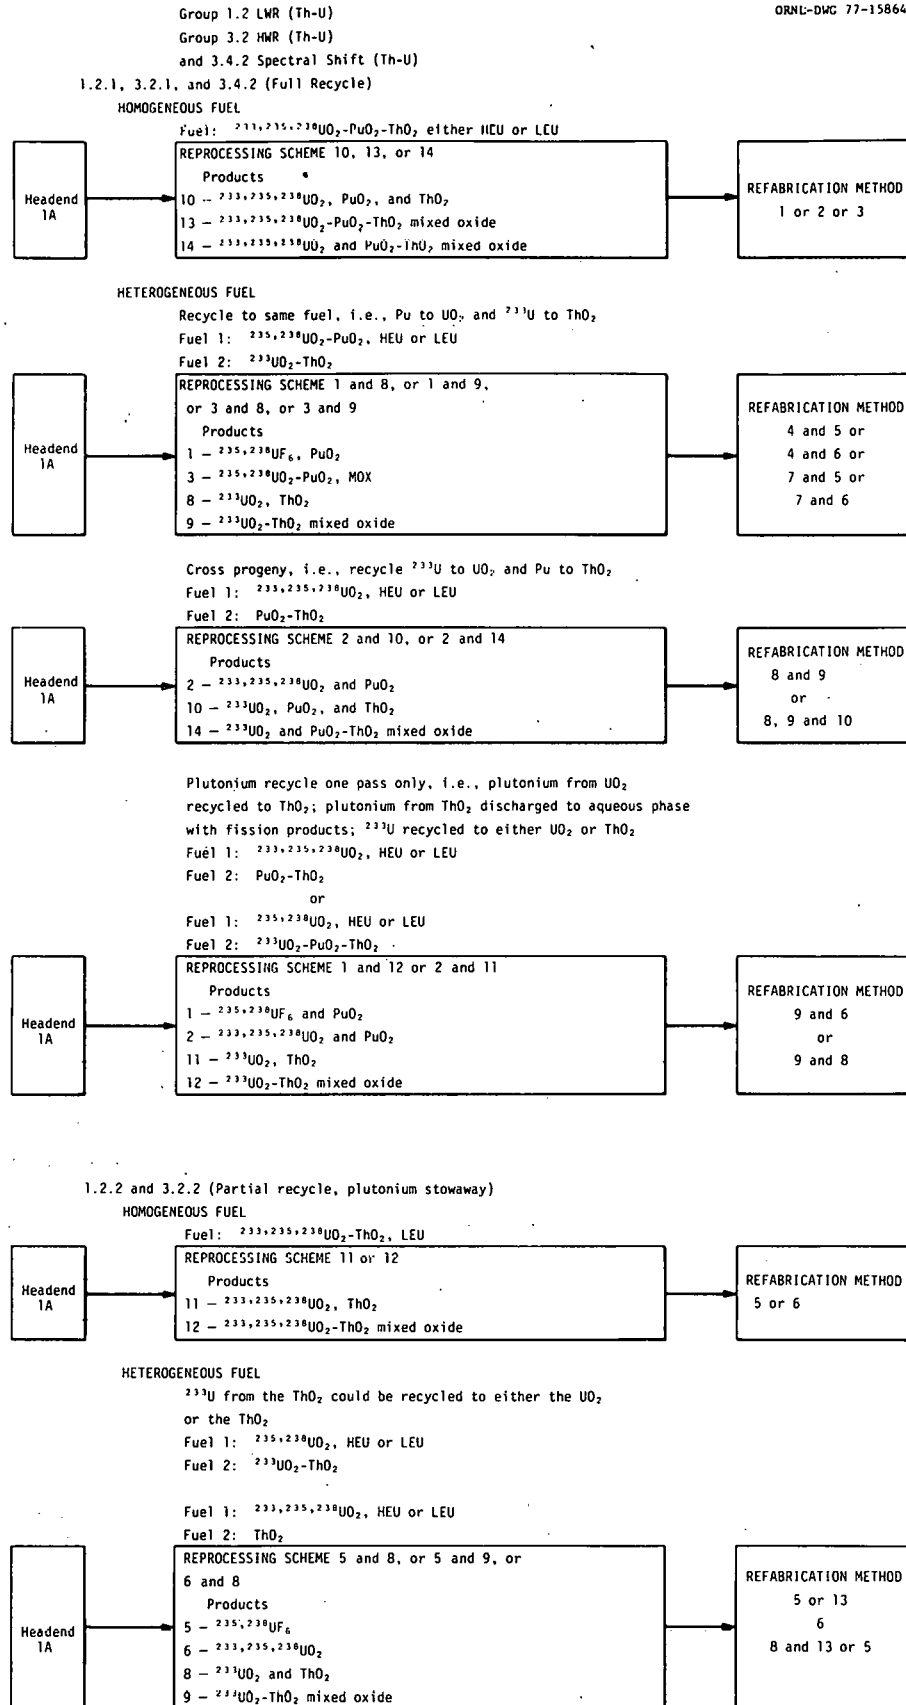 ORNL-DWG 77-15864
Group 1.2 LWR (Th-U)
Group 3.2 HWR (Th-U)
and 3.4.2 Spectral Shift (Th-U)
1.2.1, 3.2.1, and 3.4.2 (Full Recycle)
HOMOGENEOUS FUEL
Fuel: ²³³,²³⁵,²³⁸UO₂-PuO₂-ThO₂ either HEU or LEU
Headend
1A
REPROCESSING SCHEME 10, 13, or 14
Products
10 – ²³³,²³⁵,²³⁸UO₂, PuO₂, and ThO₂
13 – ²³³,²³⁵,²³⁸UO₂-PuO₂-ThO₂ mixed oxide
14 – ²³³,²³⁵,²³⁸UO₂ and PuO₂-ThO₂ mixed oxide
REFABRICATION METHOD
1 or 2 or 3
HETEROGENEOUS FUEL
Recycle to same fuel, i.e., Pu to UO₂ and ²³³U to ThO₂
Fuel 1: ²³⁵,²³⁸UO₂-PuO₂, HEU or LEU
Fuel 2: ²³³UO₂-ThO₂
Headend
1A
REPROCESSING SCHEME 1 and 8, or 1 and 9,
or 3 and 8, or 3 and 9
Products
1 – ²³⁵,²³⁸UF₆, PuO₂
3 – ²³⁵,²³⁸UO₂-PuO₂, MOX
8 – ²³³UO₂, ThO₂
9 – ²³³UO₂-ThO₂ mixed oxide
REFABRICATION METHOD
4 and 5 or
4 and 6 or
7 and 5 or
7 and 6
Cross progeny, i.e., recycle ²³³U to UO₂ and Pu to ThO₂
Fuel 1: ²³³,²³⁵,²³⁸UO₂, HEU or LEU
Fuel 2: PuO₂-ThO₂
Headend
1A
REPROCESSING SCHEME 2 and 10, or 2 and 14
Products
2 – ²³³,²³⁵,²³⁸UO₂ and PuO₂
10 – ²³³UO₂, PuO₂, and ThO₂
14 – ²³³UO₂ and PuO₂-ThO₂ mixed oxide
REFABRICATION METHOD
8 and 9
or
8, 9 and 10
Plutonium recycle one pass only, i.e., plutonium from UO₂
recycled to ThO₂; plutonium from ThO₂ discharged to aqueous phase
with fission products; ²³³U recycled to either UO₂ or ThO₂
Fuel 1: ²³³,²³⁵,²³⁸UO₂, HEU or LEU
Fuel 2: PuO₂-ThO₂
or
Fuel 1: ²³⁵,²³⁸UO₂, HEU or LEU
Fuel 2: ²³³UO₂-PuO₂-ThO₂
Headend
1A
REPROCESSING SCHEME 1 and 12 or 2 and 11
Products
1 – ²³⁵,²³⁸UF₆ and PuO₂
2 – ²³³,²³⁵,²³⁸UO₂ and PuO₂
11 – ²³³UO₂, ThO₂
12 – ²³³UO₂-ThO₂ mixed oxide
REFABRICATION METHOD
9 and 6
or
9 and 8
1.2.2 and 3.2.2 (Partial recycle, plutonium stowaway)
HOMOGENEOUS FUEL
Fuel: ²³³,²³⁵,²³⁸UO₂-ThO₂, LEU
Headend
1A
REPROCESSING SCHEME 11 or 12
Products
11 – ²³³,²³⁵,²³⁸UO₂, ThO₂
12 – ²³³,²³⁵,²³⁸UO₂-ThO₂ mixed oxide
REFABRICATION METHOD
5 or 6
HETEROGENEOUS FUEL
²³³U from the ThO₂ could be recycled to either the UO₂
or the ThO₂
Fuel 1: ²³⁵,²³⁸UO₂, HEU or LEU
Fuel 2: ²³³UO₂-ThO₂
Fuel 1: ²³³,²³⁵,²³⁸UO₂, HEU or LEU
Fuel 2: ThO₂
Headend
1A
REPROCESSING SCHEME 5 and 8, or 5 and 9, or
6 and 8
Products
5 – ²³⁵,²³⁸UF₆
6 – ²³³,²³⁵,²³⁸UO₂
8 – ²³³UO₂ and ThO₂
9 – ²³³UO₂-ThO₂ mixed oxide
REFABRICATION METHOD
5 or 13
6
8 and 13 or 5